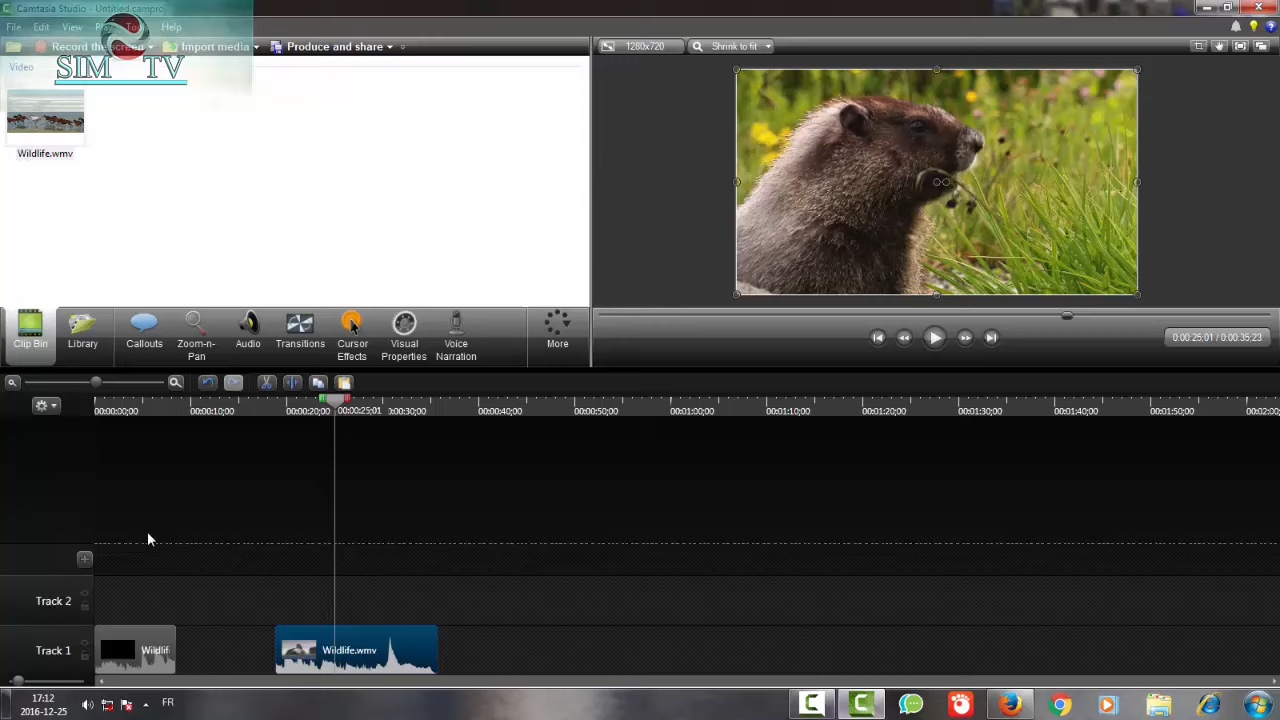 Camtasia Studio - Untitled.camproj
File Edit View Play Tools Help
Record the screen Import media Produce and share
1280x720 Shrink to fit
SIM TV
Video
Wildlife.wmv
Clip Bin Library Callouts Zoom-n-Pan Audio Transitions Cursor Effects Visual Properties Voice Narration More
0:00:25;01 / 0:00:35;23
00:00:00;00 00:00:10;00 00:00:20;00 00:00:25;01 00:00:30;00 00:00:40;00 00:00:50;00 00:01:00;00 00:01:10;00 00:01:20;00 00:01:30;00 00:01:40;00 00:01:50;00 00:02:00
Track 2
Track 1 Wildlif Wildlife.wmv
17:12
2016-12-25
FR